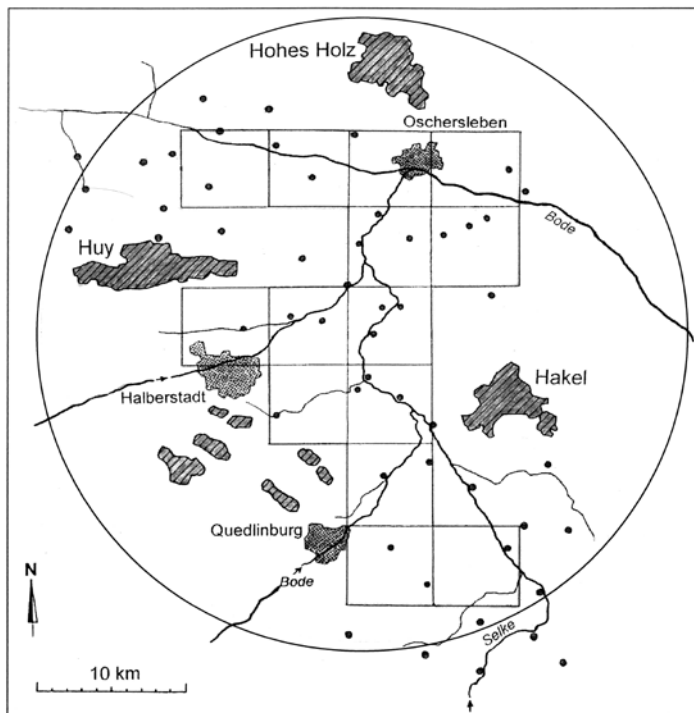 Hohes Holz
Oschersleben
Bode
Huy
Hakel
Halberstadt
Quedlinburg
Bode
N
Selke
10 km